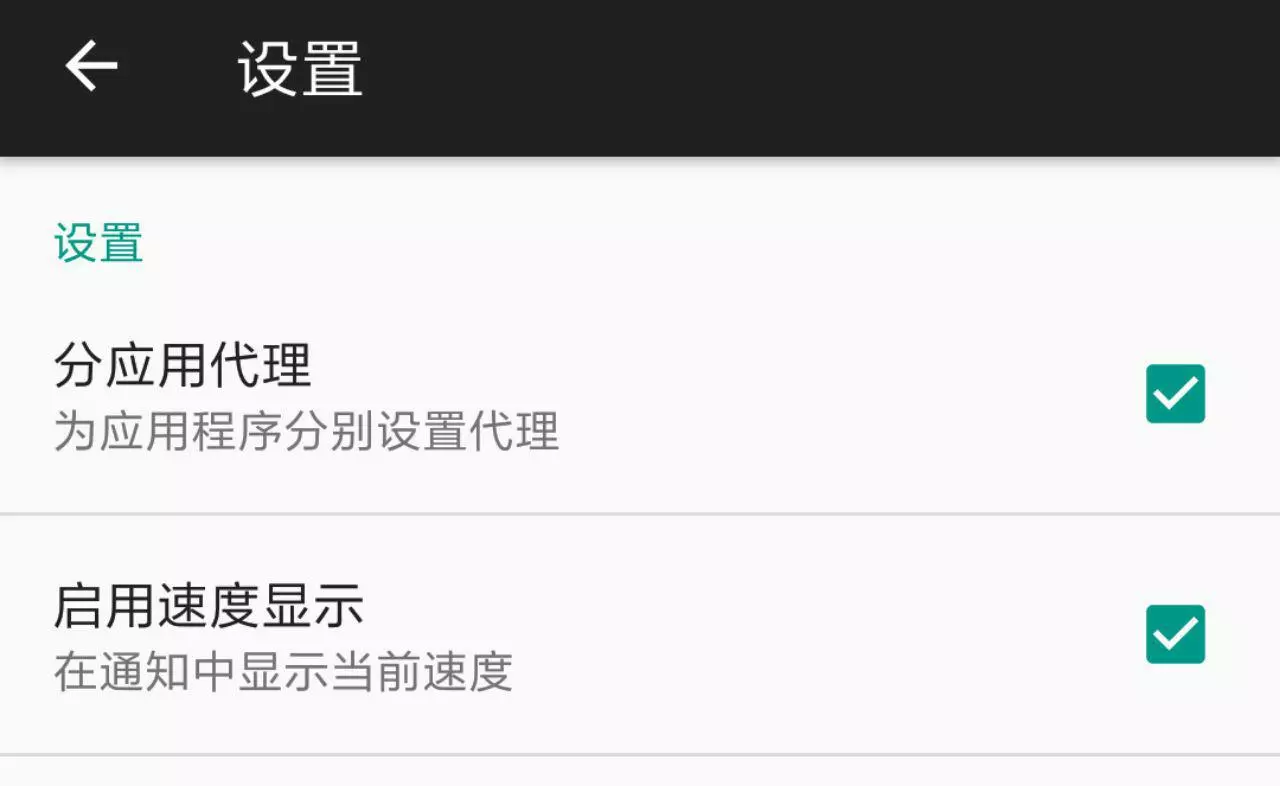 设置
设置
分应用代理
为应用程序分别设置代理
启用速度显示
在通知中显示当前速度